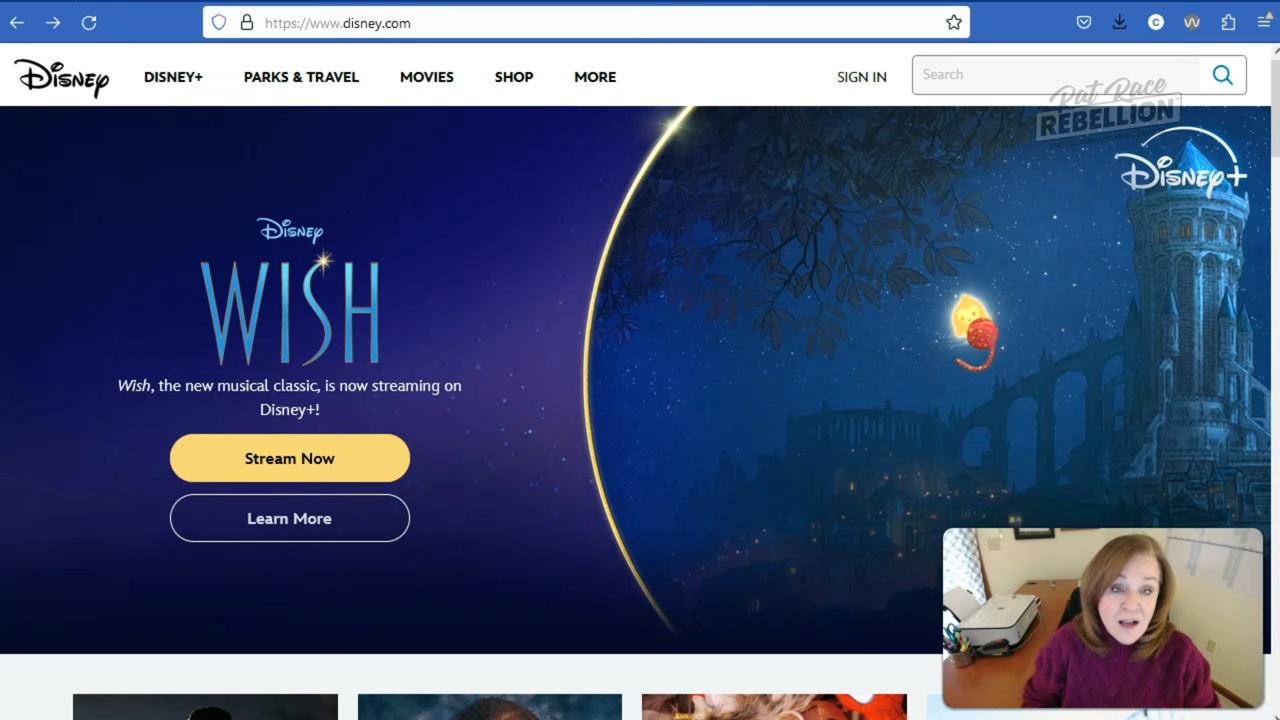 https://www.disney.com
Disney
DISNEY+
PARKS & TRAVEL
MOVIES
SHOP
MORE
SIGN IN
Search
Rat Race
REBELLION
Disney+
Disney
WISH
Wish, the new musical classic, is now streaming on
Disney+!
Stream Now
Learn More